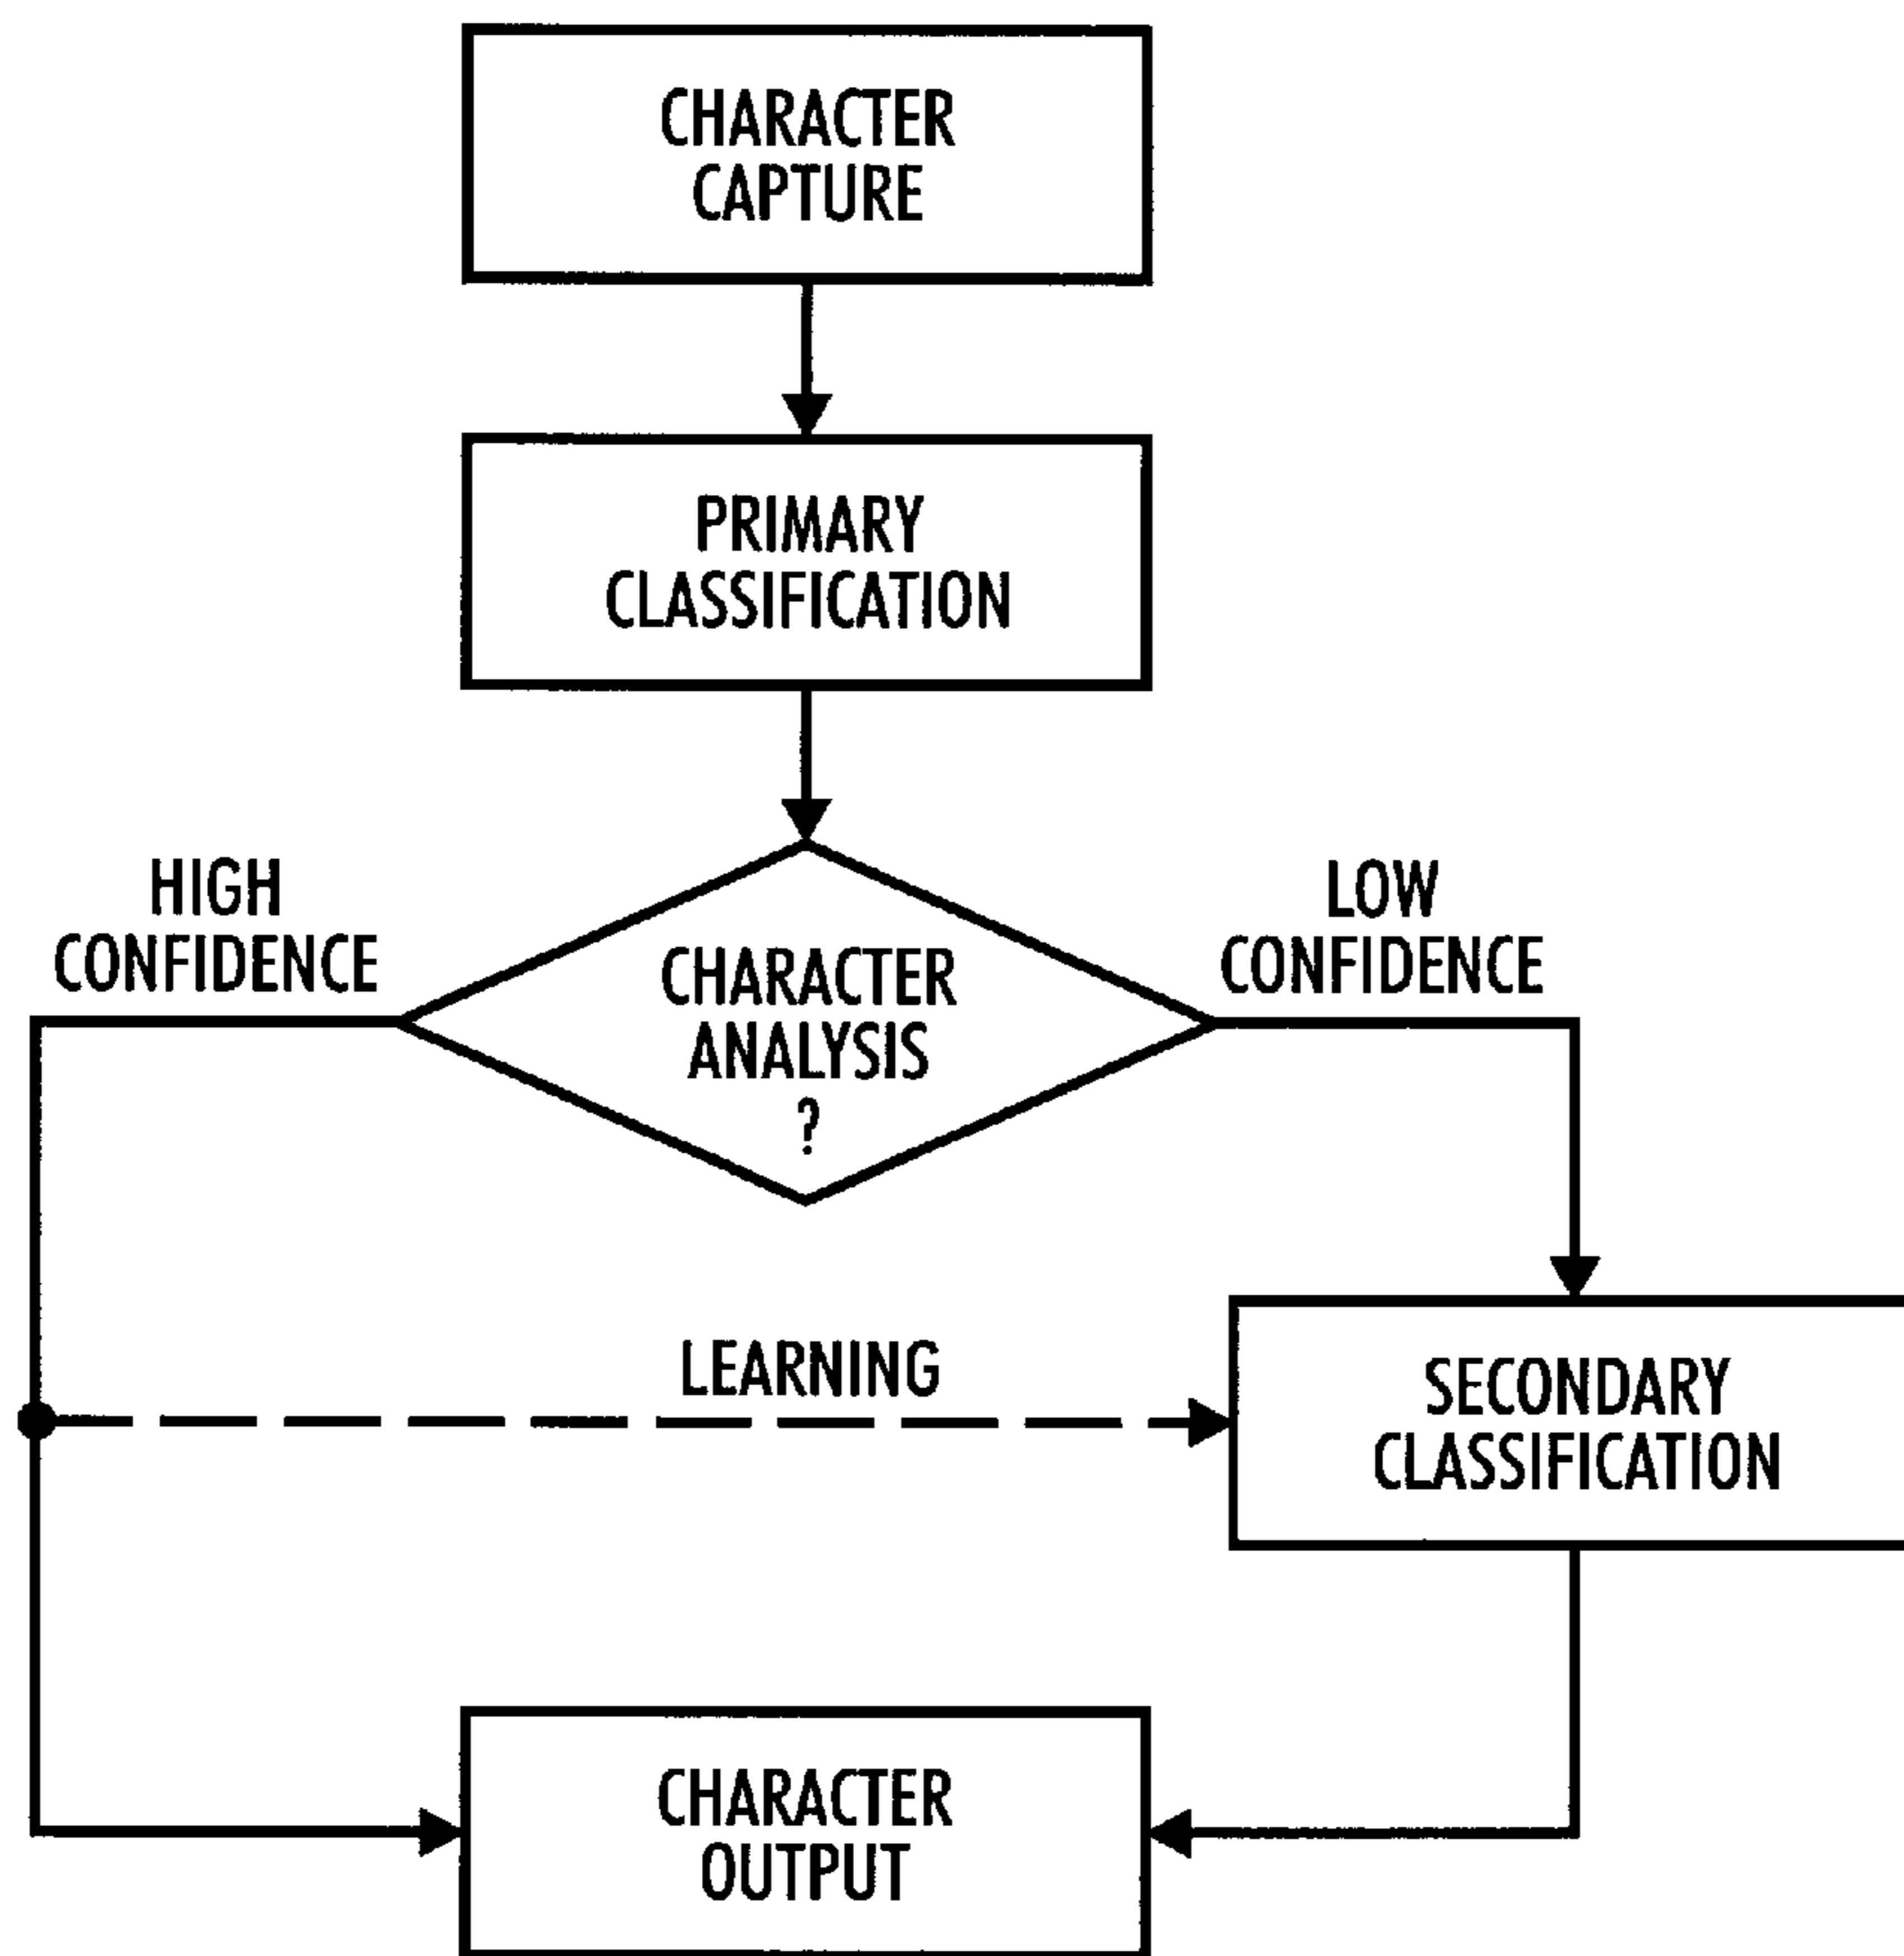 CHARACTER
CAPTURE
PRIMARY
CLASSIFICATION
HIGH
CONFIDENCE
CHARACTER
ANALYSIS
?
LOW
CONFIDENCE
LEARNING
SECONDARY
CLASSIFICATION
CHARACTER
OUTPUT